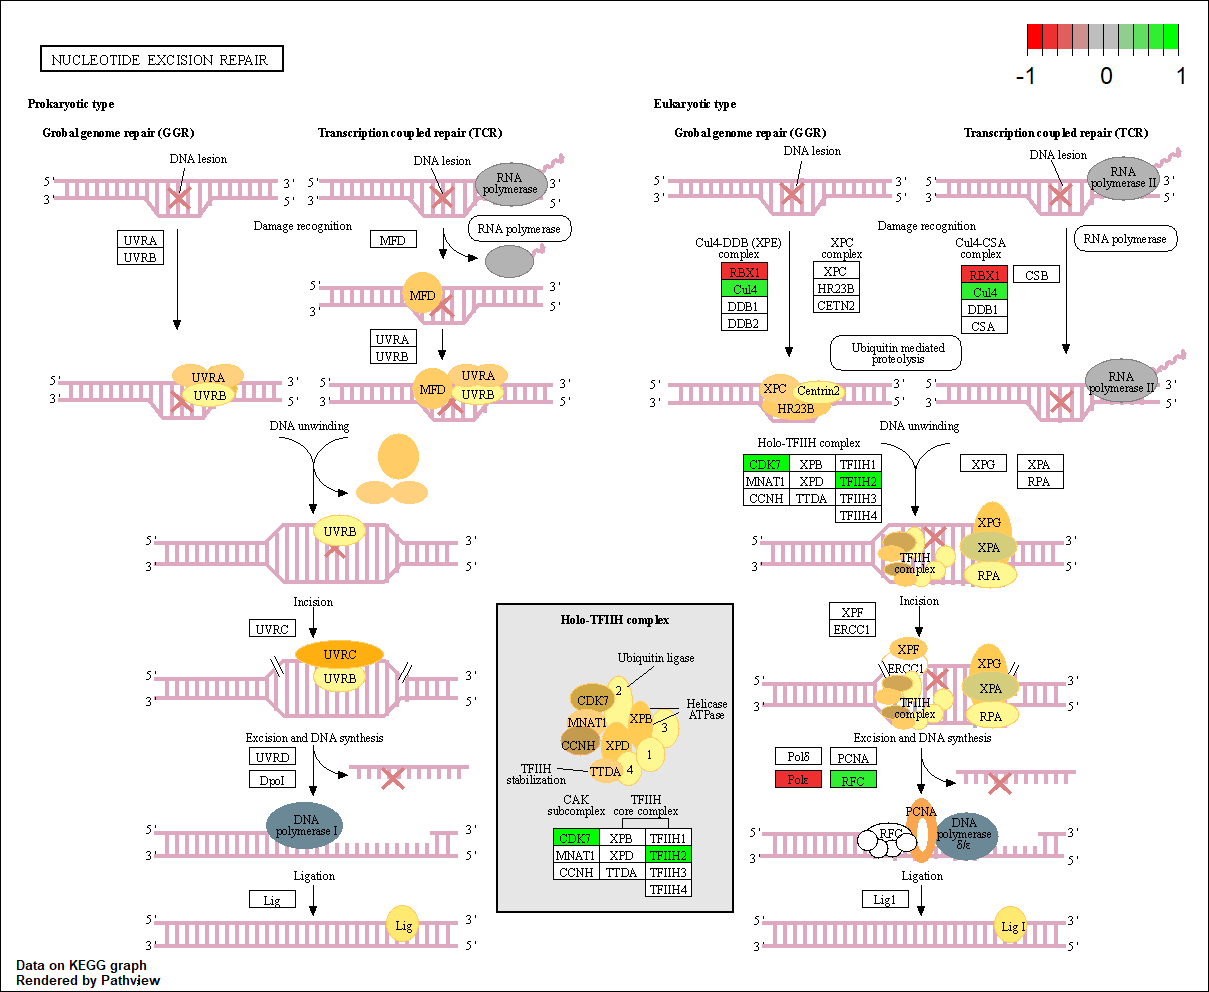 NUCLEOTIDE EXCISION REPAIR
-1 0 1
Prokaryotic type
Grobal genome repair (GGR)
Transcription coupled repair (TCR)
DNA lesion
5' 3'
3' 5'
DNA lesion
RNA
polymerase
5' 3'
3' 5'
Damage recognition
UVRA
UVRB
MFD
RNA polymerase
MFD
5' 3'
3' 5'
UVRA
UVRB
UVRA
UVRB
5' 3'
3' 5'
MFD
UVRA
UVRB
5' 3'
3' 5'
DNA unwinding
UVRB
5' 3'
3' 5'
Incision
UVRC
UVRC
UVRB
5' 3'
3' 5'
Excision and DNA synthesis
UVRD
DpoI
DNA
polymerase I
5' 3'
3' 5'
Ligation
Lig
5' 3'
3' 5'
Lig
Eukaryotic type
Grobal genome repair (GGR)
Transcription coupled repair (TCR)
DNA lesion
5' 3'
3' 5'
DNA lesion
RNA
polymerase II
5' 3'
3' 5'
Damage recognition
RNA polymerase
Cul4-DDB (XPE)
complex
RBX1
Cul4
DDB1
DDB2
XPC
complex
XPC
HR23B
CETN2
Cul4-CSA
complex
RBX1
Cul4
DDB1
CSA
CSB
Ubiquitin mediated
proteolysis
5' 3'
3' 5'
XPC
Centrin2
HR23B
RNA
polymerase II
5' 3'
3' 5'
DNA unwinding
Holo-TFIIH complex
CDK7 XPB TFIIH1
MNAT1 XPD TFIIH2
CCNH TTDA TFIIH3
TFIIH4
XPG
XPA
RPA
5' 3'
3' 5'
TFIIH
complex
XPG
XPA
RPA
Incision
XPF
ERCC1
XPF
ERCC1
TFIIH
complex
XPG
XPA
RPA
5' 3'
3' 5'
Excision and DNA synthesis
Polδ PCNA
Polε RFC
PCNA
RFC
DNA
polymerase
δ/ε
5' 3'
3' 5'
Ligation
Lig1
5' 3'
3' 5'
Lig I
Holo-TFIIH complex
Ubiquitin ligase
CDK7
2
MNAT1
XPB
Helicase
ATPase
3
CCNH
XPD
1
TFIIH
stabilization
TTDA
4
CAK
subcomplex
TFIIH
core complex
CDK7 XPB TFIIH1
MNAT1 XPD TFIIH2
CCNH TTDA TFIIH3
TFIIH4
Data on KEGG graph
Rendered by Pathview